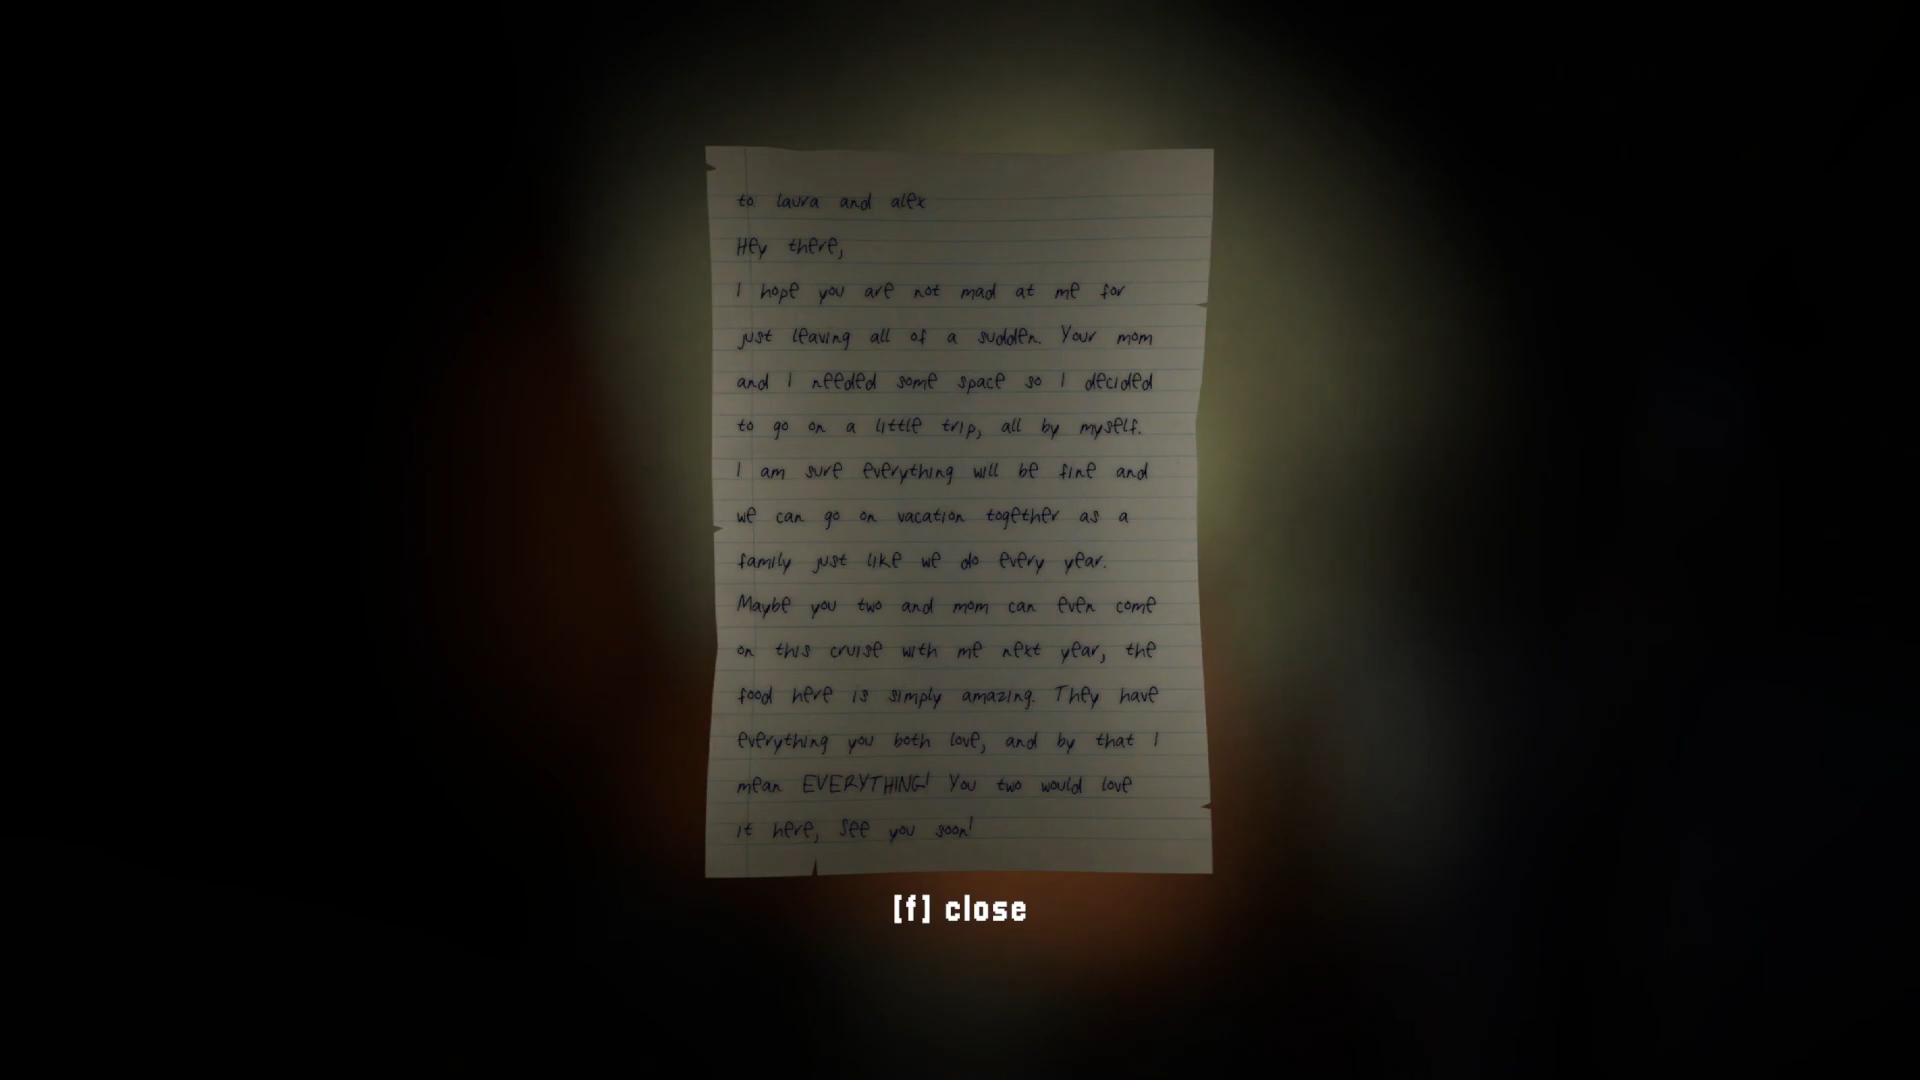 to laura and alex
Hey there,
I hope you are not mad at me for
just leaving all of a sudden. Your mom
and I needed some space so I decided
to go on a little trip, all by myself.
I am sure everything will be fine and
we can go on vacation together as a
family just like we do every year.
Maybe you two and mom can even come
on this cruise with me next year, the
food here is simply amazing. They have
everything you both love, and by that I
mean EVERYTHING! You two would love
it here, see you soon!
[f] close